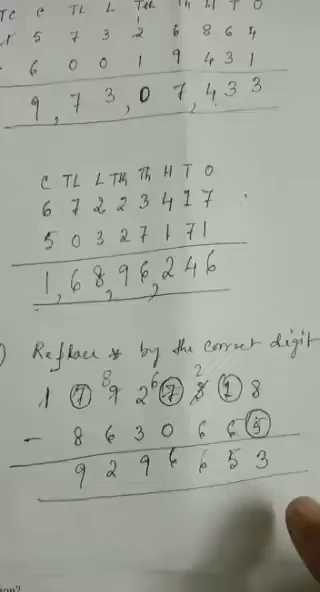 TC C TL L TTh Th H T O
5 7 3 2 6 8 6 4
- 6 0 0 1 9 4 3 1
9,73,07,433
C TL L TTh Th H T O
6 7 2 2 3 4 1 7
5 0 3 2 7 1 7 1
1,68,96,246
) Replace * by the correct digit
8 6 2
1 7 9 2 7 3 1 8
- 8 6 3 0 6 6 5
9 2 9 6 6 5 3